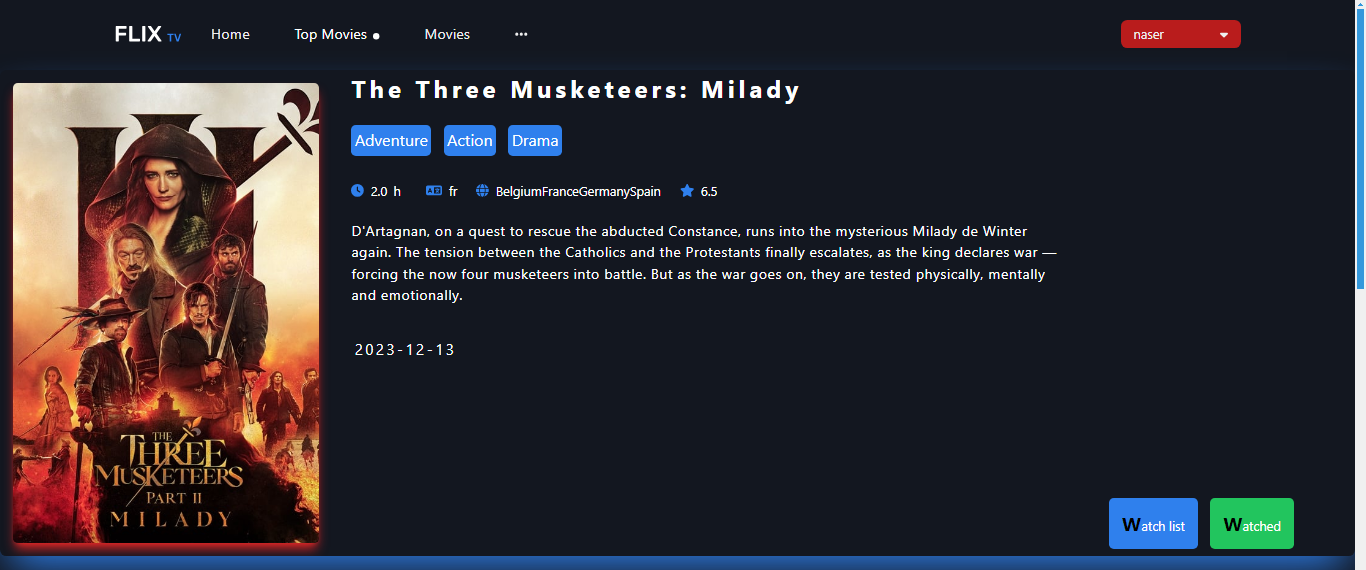 FLIX TV Home Top Movies Movies ••• naser
The Three Musketeers: Milady
Adventure Action Drama
2.0 h fr BelgiumFranceGermanySpain 6.5
D'Artagnan, on a quest to rescue the abducted Constance, runs into the mysterious Milady de Winter
again. The tension between the Catholics and the Protestants finally escalates, as the king declares war —
forcing the now four musketeers into battle. But as the war goes on, they are tested physically, mentally
and emotionally.
2023-12-13
THE
THREE
MUSKETEERS
PART II
MILADY
Watch list Watched